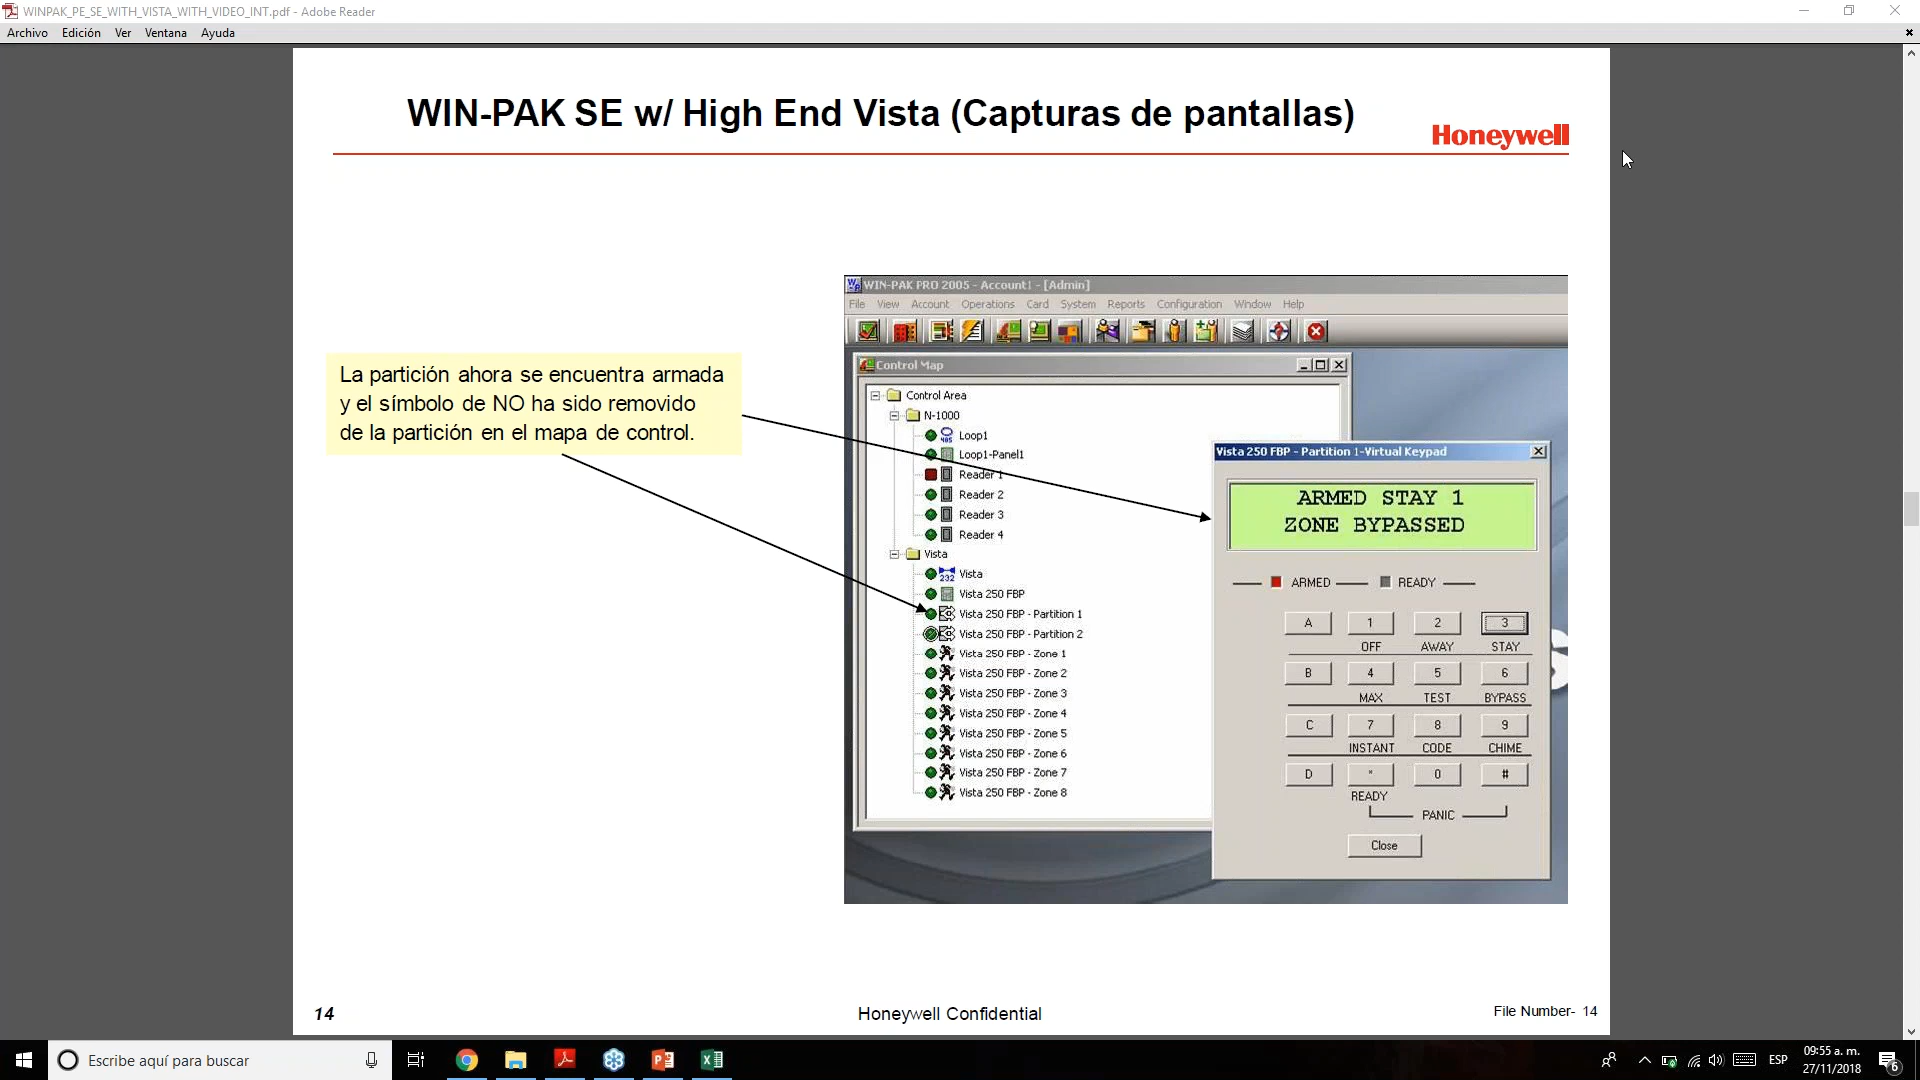 WINPAK_PE_SE_WITH_VISTA_WITH_VIDEO_INT.pdf - Adobe Reader
Archivo Edición Ver Ventana Ayuda
WIN-PAK SE w/ High End Vista (Capturas de pantallas)
Honeywell
La partición ahora se encuentra armada
y el símbolo de NO ha sido removido
de la partición en el mapa de control.
WIN-PAK PRO 2005 - Account1 - [Admin]
File View Account Operations Card System Reports Configuration Window Help
Control Map
Control Area
N-1000
485 Loop1
Loop1-Panel1
Reader 1
Reader 2
Reader 3
Reader 4
Vista
232 Vista
Vista 250 FBP
Vista 250 FBP - Partition 1
Vista 250 FBP - Partition 2
Vista 250 FBP - Zone 1
Vista 250 FBP - Zone 2
Vista 250 FBP - Zone 3
Vista 250 FBP - Zone 4
Vista 250 FBP - Zone 5
Vista 250 FBP - Zone 6
Vista 250 FBP - Zone 7
Vista 250 FBP - Zone 8
Vista 250 FBP - Partition 1-Virtual Keypad
ARMED STAY 1
ZONE BYPASSED
ARMED READY
A 1 2 3
OFF AWAY STAY
B 4 5 6
MAX TEST BYPASS
C 7 8 9
INSTANT CODE CHIME
D * 0 #
READY
PANIC
Close
14
Honeywell Confidential
File Number- 14
Escribe aquí para buscar
ESP
09:55 a. m.
27/11/2018
6